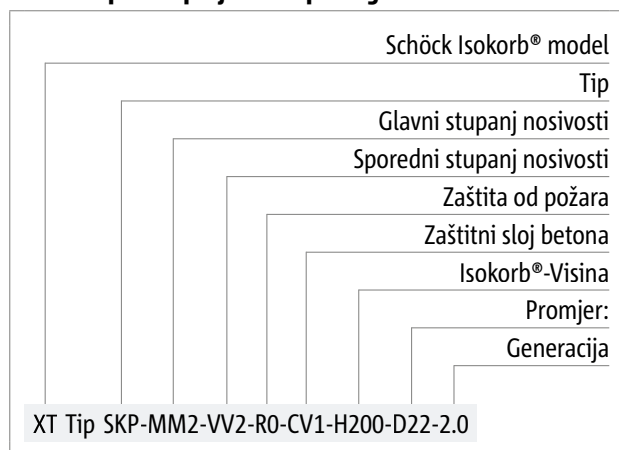 Schöck Isokorb® model
Tip
Glavni stupanj nosivosti
Sporedni stupanj nosivosti
Zaštita od požara
Zaštitni sloj betona
Isokorb®-Visina
Promjer:
Generacija
XT Tip SKP-MM2-VV2-R0-CV1-H200-D22-2.0